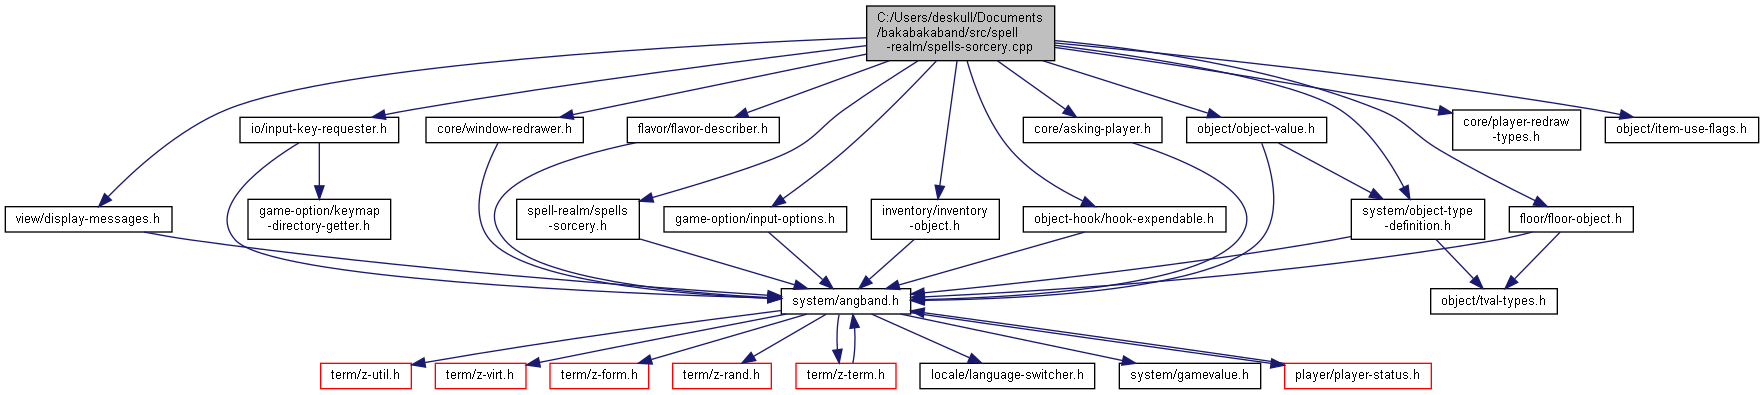 C:/Users/deskull/Documents
/bakabakaband/src/spell
-realm/spells-sorcery.cpp
io/input-key-requester.h
core/window-redrawer.h
flavor/flavor-describer.h
core/asking-player.h
object/object-value.h
core/player-redraw
-types.h
object/item-use-flags.h
view/display-messages.h
game-option/keymap
-directory-getter.h
spell-realm/spells
-sorcery.h
game-option/input-options.h
inventory/inventory
-object.h
object-hook/hook-expendable.h
system/object-type
-definition.h
floor/floor-object.h
system/angband.h
object/tval-types.h
term/z-util.h
term/z-virt.h
term/z-form.h
term/z-rand.h
term/z-term.h
locale/language-switcher.h
system/gamevalue.h
player/player-status.h